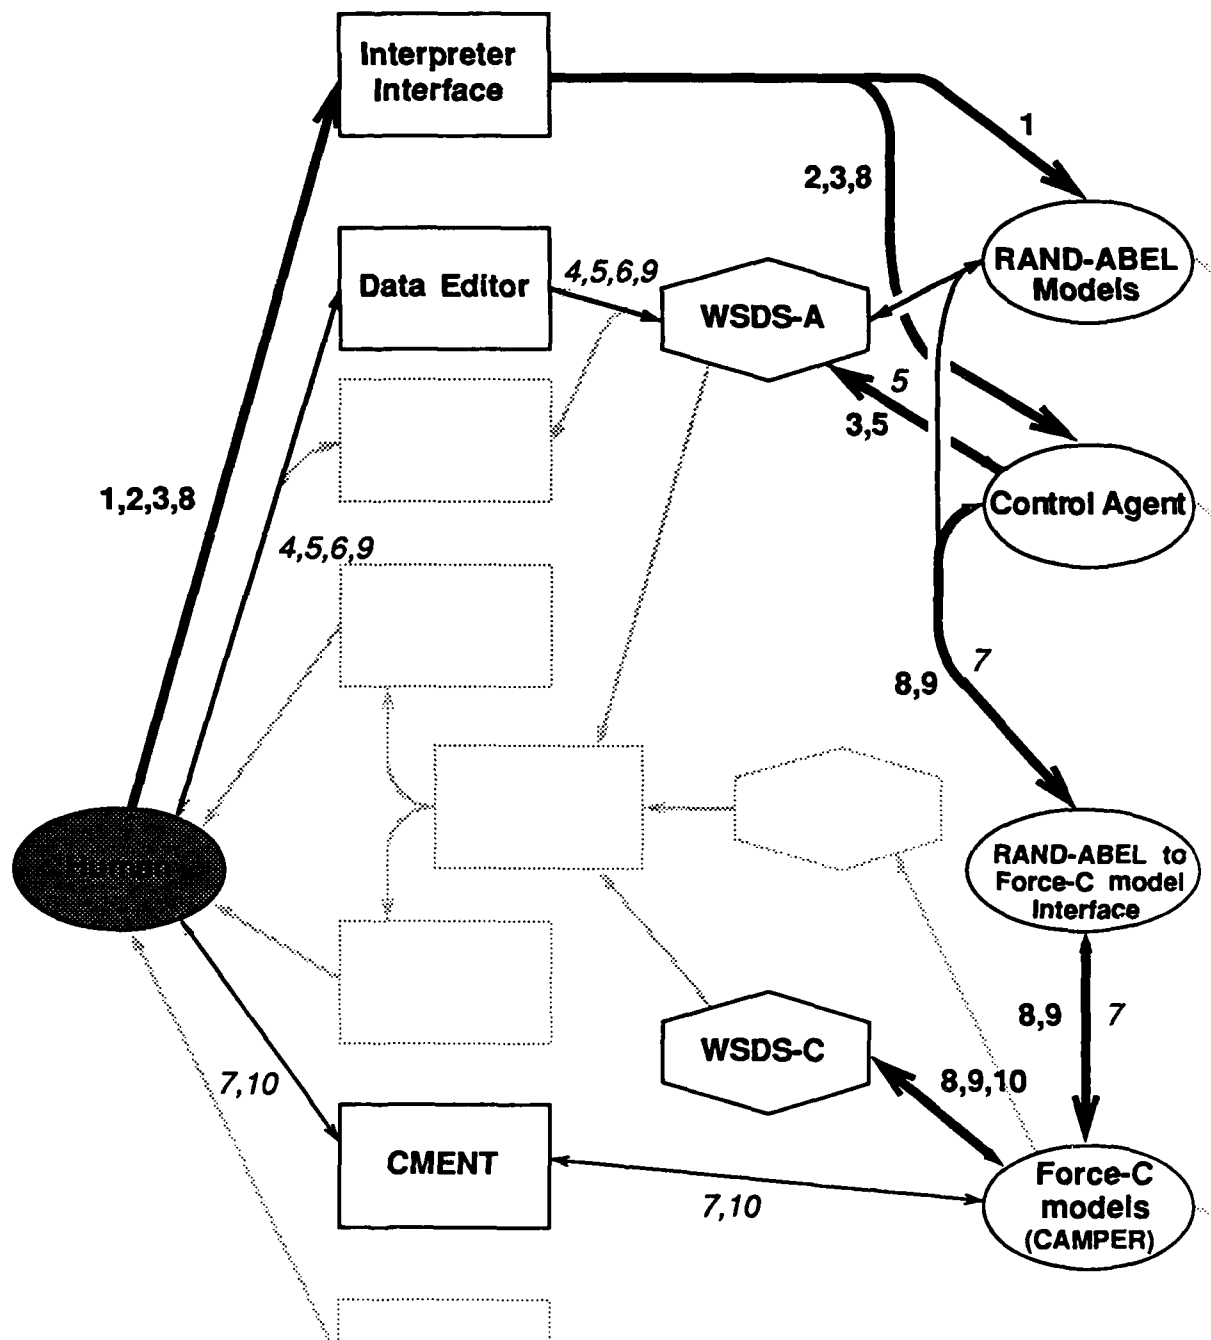 Interpreter
Interface
1
2,3,8
RAND-ABEL
Models
Data Editor
4,5,6,9
WSDS-A
5
3,5
1,2,3,8
Control Agent
4,5,6,9
7
8,9
Human
RAND-ABEL to
Force-C model
Interface
8,9
7
WSDS-C
8,9,10
7,10
CMENT
7,10
Force-C
models
(CAMPER)